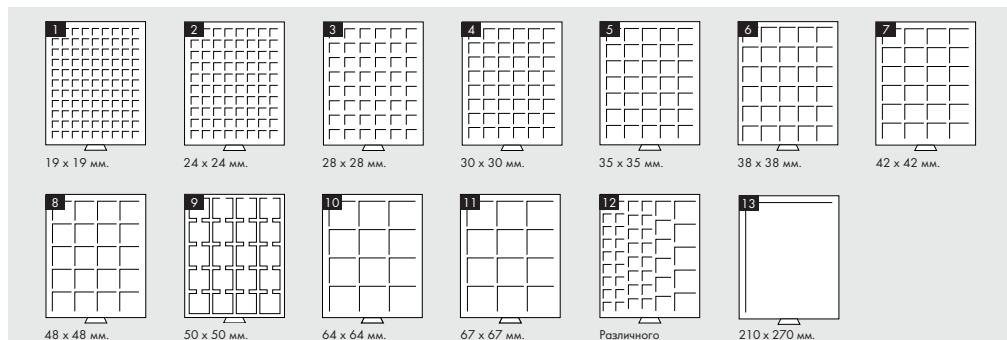 1 2 3 4 5 6 7
19 x 19 мм. 24 x 24 мм. 28 x 28 мм. 30 x 30 мм. 35 x 35 мм. 38 x 38 мм. 42 x 42 мм.
8 9 10 11 12 13
48 x 48 мм. 50 x 50 мм. 64 x 64 мм. 67 x 67 мм. Различного 210 x 270 мм.